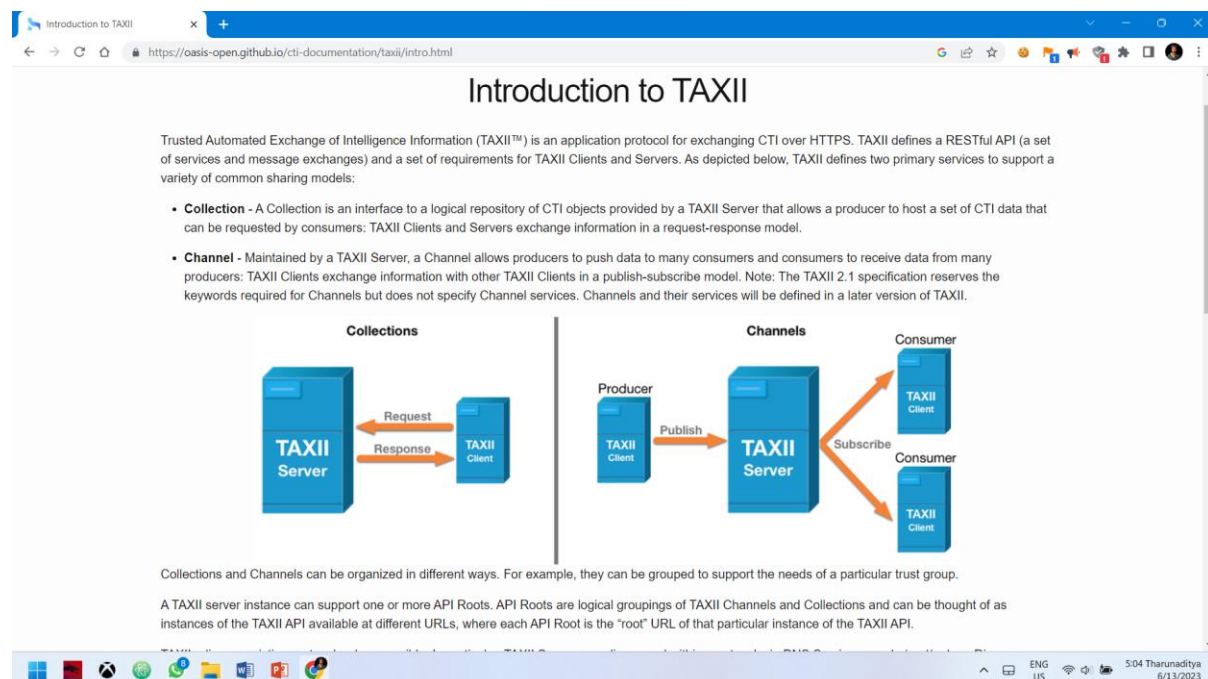 Introduction to TAXII
https://oasis-open.github.io/cti-documentation/taxii/intro.html
Introduction to TAXII
Trusted Automated Exchange of Intelligence Information (TAXII™) is an application protocol for exchanging CTI over HTTPS. TAXII defines a RESTful API (a set
of services and message exchanges) and a set of requirements for TAXII Clients and Servers. As depicted below, TAXII defines two primary services to support a
variety of common sharing models:
• Collection - A Collection is an interface to a logical repository of CTI objects provided by a TAXII Server that allows a producer to host a set of CTI data that
can be requested by consumers: TAXII Clients and Servers exchange information in a request-response model.
• Channel - Maintained by a TAXII Server, a Channel allows producers to push data to many consumers and consumers to receive data from many
producers: TAXII Clients exchange information with other TAXII Clients in a publish-subscribe model. Note: The TAXII 2.1 specification reserves the
keywords required for Channels but does not specify Channel services. Channels and their services will be defined in a later version of TAXII.
Collections
Request
Response
TAXII
Server
TAXII
Client
Channels
Producer
TAXII
Client
Publish
TAXII
Server
Subscribe
Consumer
TAXII
Client
Consumer
TAXII
Client
Collections and Channels can be organized in different ways. For example, they can be grouped to support the needs of a particular trust group.
A TAXII server instance can support one or more API Roots. API Roots are logical groupings of TAXII Channels and Collections and can be thought of as
instances of the TAXII API available at different URLs, where each API Root is the “root” URL of that particular instance of the TAXII API.
8
ENG
US
5:04 Tharunaditya
6/13/2023